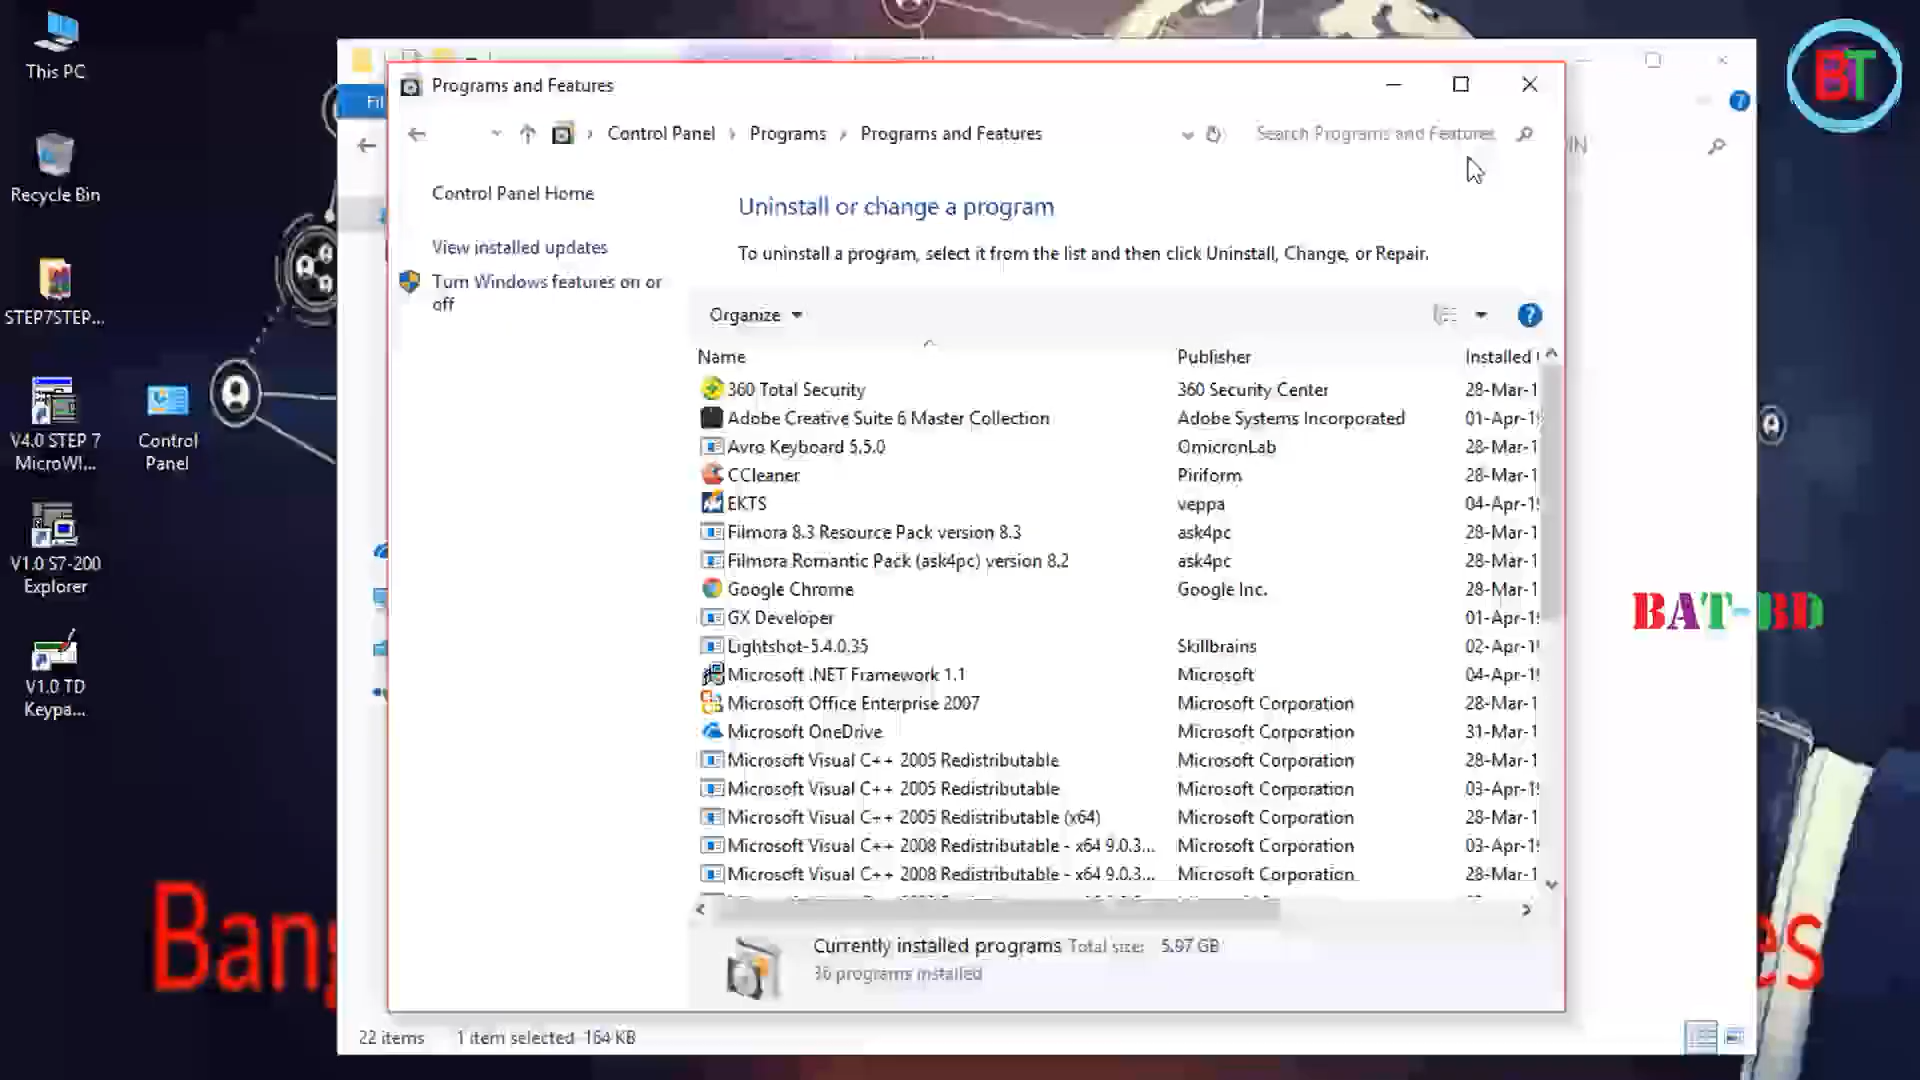 This PC
Recycle Bin
STEP7STEP...
V4.0 STEP 7
MicroWI...
Control
Panel
V1.0 S7-200
Explorer
V1.0 TD
Keypa...
BT
BAT-BD
Fil
Programs and Features
Control Panel > Programs > Programs and Features
Search Programs and Features
IN
Control Panel Home
View installed updates
Turn Windows features on or
off
Uninstall or change a program
To uninstall a program, select it from the list and then click Uninstall, Change, or Repair.
Organize
Name Publisher Installed
360 Total Security 360 Security Center 28-Mar-1
Adobe Creative Suite 6 Master Collection Adobe Systems Incorporated 01-Apr-19
Avro Keyboard 5.5.0 OmicronLab 28-Mar-1
CCleaner Piriform 28-Mar-1
EKTS veppa 04-Apr-19
Filmora 8.3 Resource Pack version 8.3 ask4pc 28-Mar-1
Filmora Romantic Pack (ask4pc) version 8.2 ask4pc 28-Mar-1
Google Chrome Google Inc. 28-Mar-1
GX Developer 01-Apr-19
Lightshot-5.4.0.35 Skillbrains 02-Apr-19
Microsoft .NET Framework 1.1 Microsoft 04-Apr-19
Microsoft Office Enterprise 2007 Microsoft Corporation 28-Mar-1
Microsoft OneDrive Microsoft Corporation 31-Mar-1
Microsoft Visual C++ 2005 Redistributable Microsoft Corporation 28-Mar-1
Microsoft Visual C++ 2005 Redistributable Microsoft Corporation 03-Apr-19
Microsoft Visual C++ 2005 Redistributable (x64) Microsoft Corporation 28-Mar-1
Microsoft Visual C++ 2008 Redistributable - x64 9.0.3... Microsoft Corporation 03-Apr-19
Microsoft Visual C++ 2008 Redistributable - x64 9.0.3... Microsoft Corporation 28-Mar-1
Currently installed programs Total size: 5.97 GB
36 programs installed
Bang
es
22 items 1 item selected 164 KB